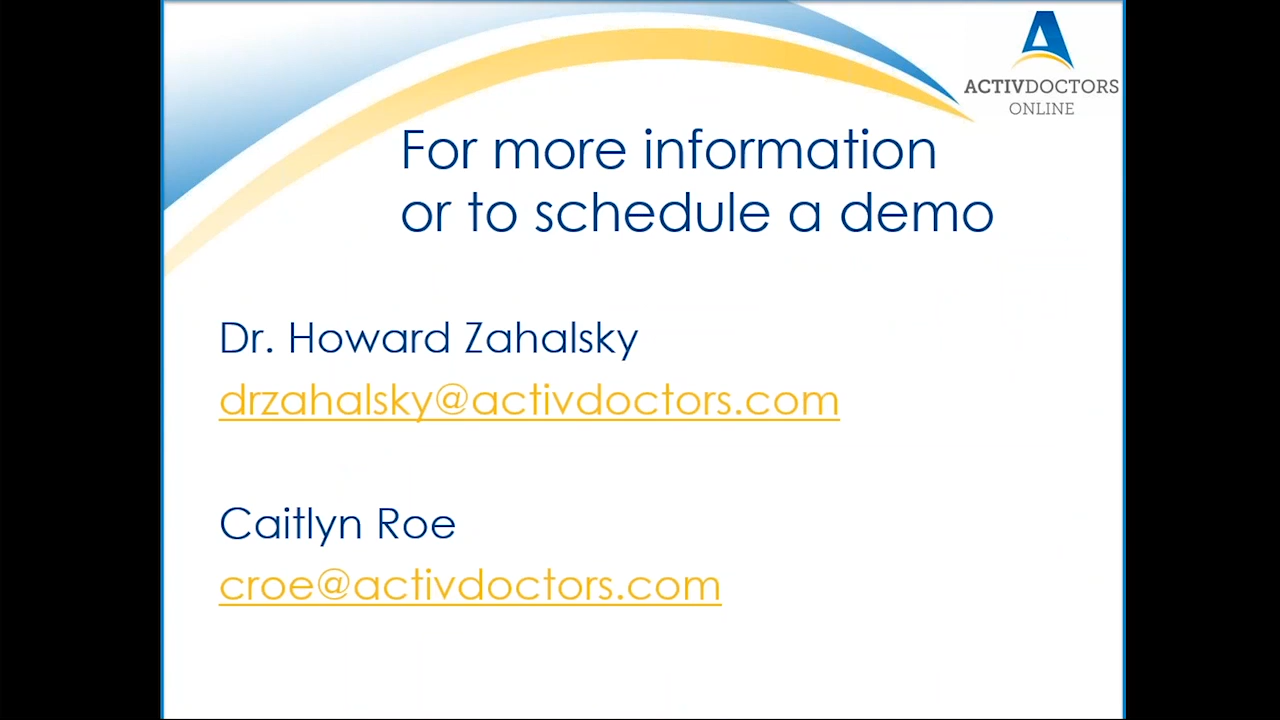 ACTIVDOCTORS
ONLINE
For more information
or to schedule a demo
Dr. Howard Zahalsky
drzahalsky@activdoctors.com
Caitlyn Roe
croe@activdoctors.com